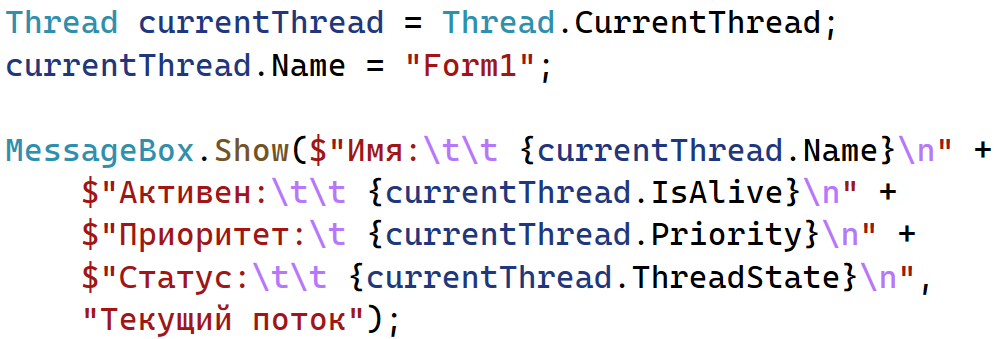 Thread currentThread = Thread.CurrentThread;
currentThread.Name = "Form1";

MessageBox.Show($"Имя:\t\t {currentThread.Name}\n" +
    $"Активен:\t\t {currentThread.IsAlive}\n" +
    $"Приоритет:\t {currentThread.Priority}\n" +
    $"Статус:\t\t {currentThread.ThreadState}\n",
    "Текущий поток");